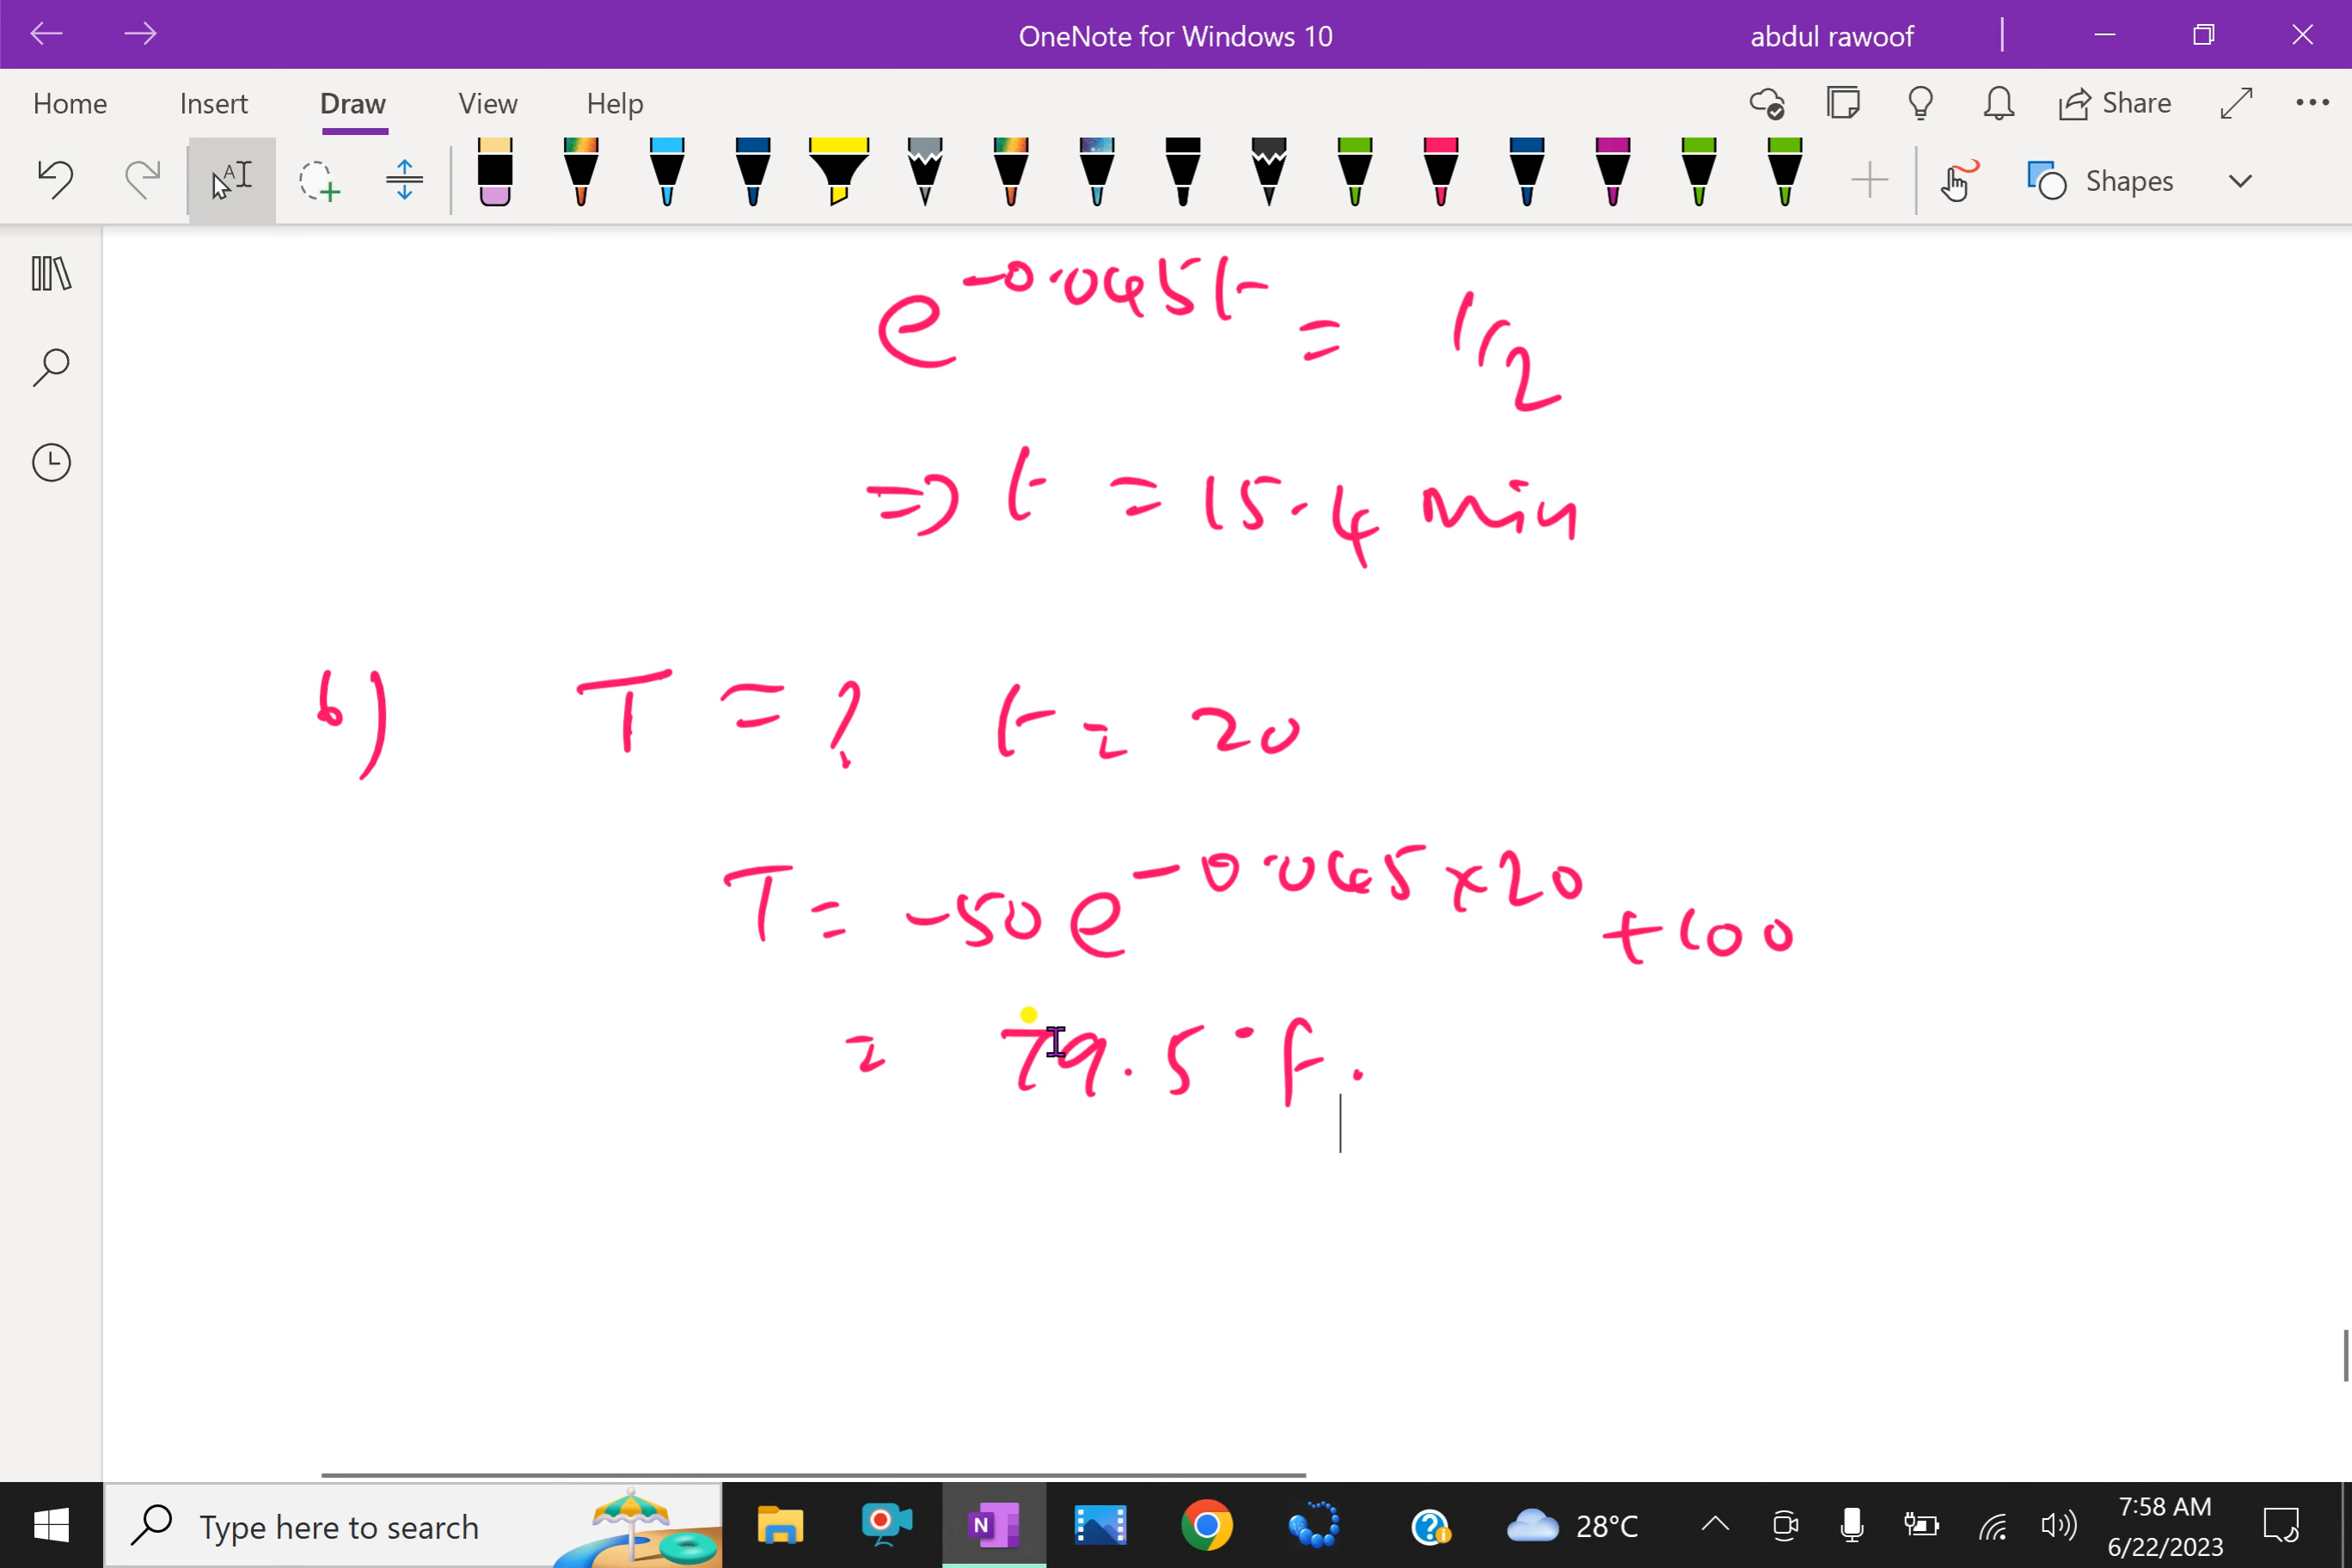 OneNote for Windows 10
abdul rawoof
Home Insert Draw View Help
Share
AI
Shapes
e^-0.045t = 1/2
⇒ t = 15.4 min
b) T = ? t = 20
T = -50 e^-0.045×20 +100
= 79.5°F.
Type here to search
N
28°C
7:58 AM
6/22/2023